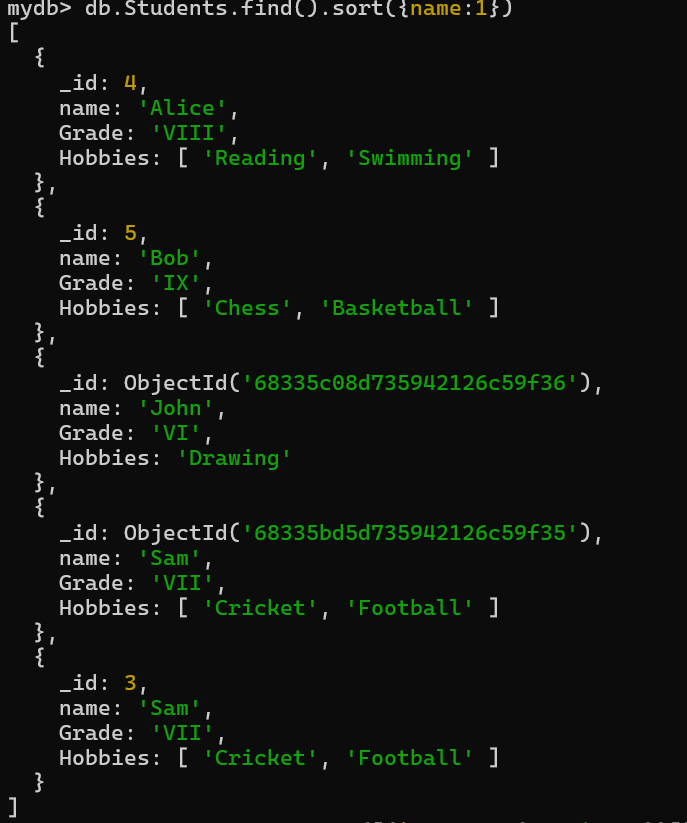 mydb> db.Students.find().sort({name:1})
[
  {
    _id: 4,
    name: 'Alice',
    Grade: 'VIII',
    Hobbies: [ 'Reading', 'Swimming' ]
  },
  {
    _id: 5,
    name: 'Bob',
    Grade: 'IX',
    Hobbies: [ 'Chess', 'Basketball' ]
  },
  {
    _id: ObjectId('68335c08d735942126c59f36'),
    name: 'John',
    Grade: 'VI',
    Hobbies: 'Drawing'
  },
  {
    _id: ObjectId('68335bd5d735942126c59f35'),
    name: 'Sam',
    Grade: 'VII',
    Hobbies: [ 'Cricket', 'Football' ]
  },
  {
    _id: 3,
    name: 'Sam',
    Grade: 'VII',
    Hobbies: [ 'Cricket', 'Football' ]
  }
]